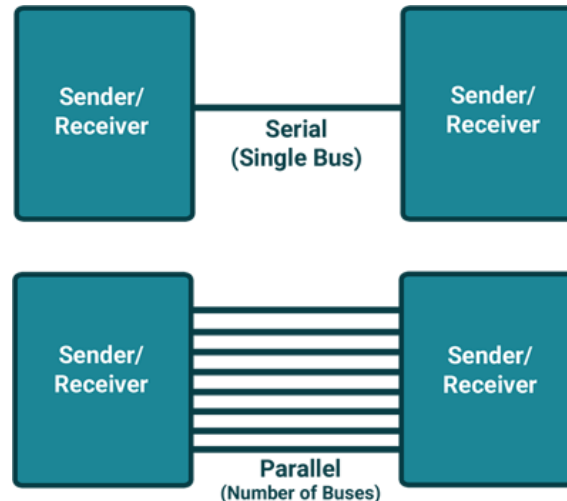 Sender/
Receiver
Serial
(Single Bus)
Sender/
Receiver
Sender/
Receiver
Parallel
(Number of Buses)
Sender/
Receiver